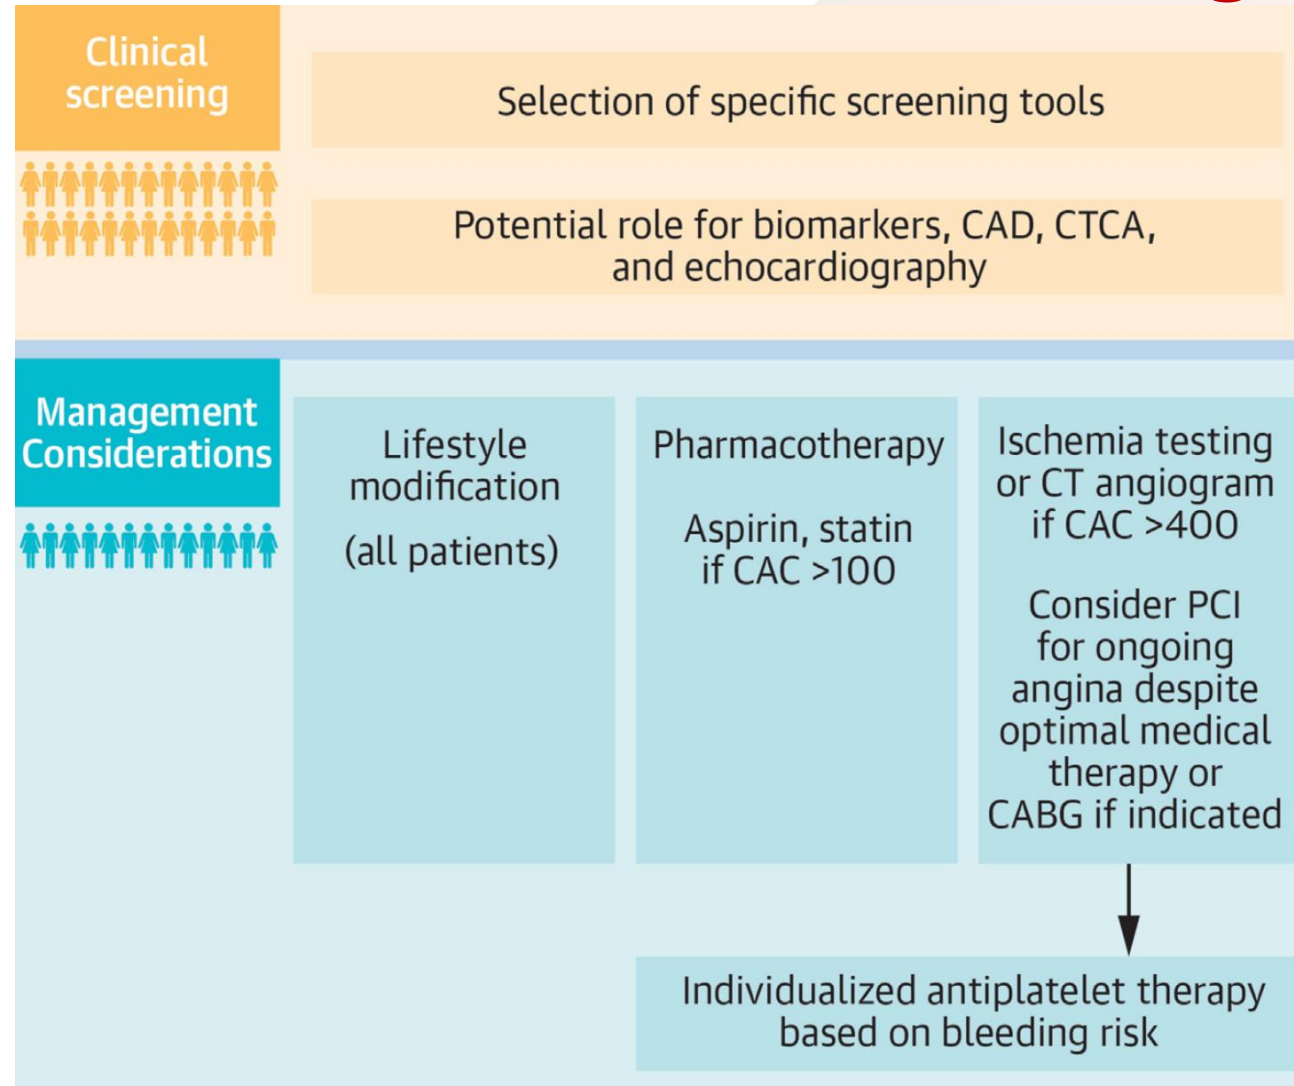 Clinical
screening
Selection of specific screening tools
Potential role for biomarkers, CAD, CTCA,
and echocardiography
Management
Considerations
Lifestyle
modification
(all patients)
Pharmacotherapy
Aspirin, statin
if CAC >100
Ischemia testing
or CT angiogram
if CAC >400
Consider PCI
for ongoing
angina despite
optimal medical
therapy or
CABG if indicated
Individualized antiplatelet therapy
based on bleeding risk